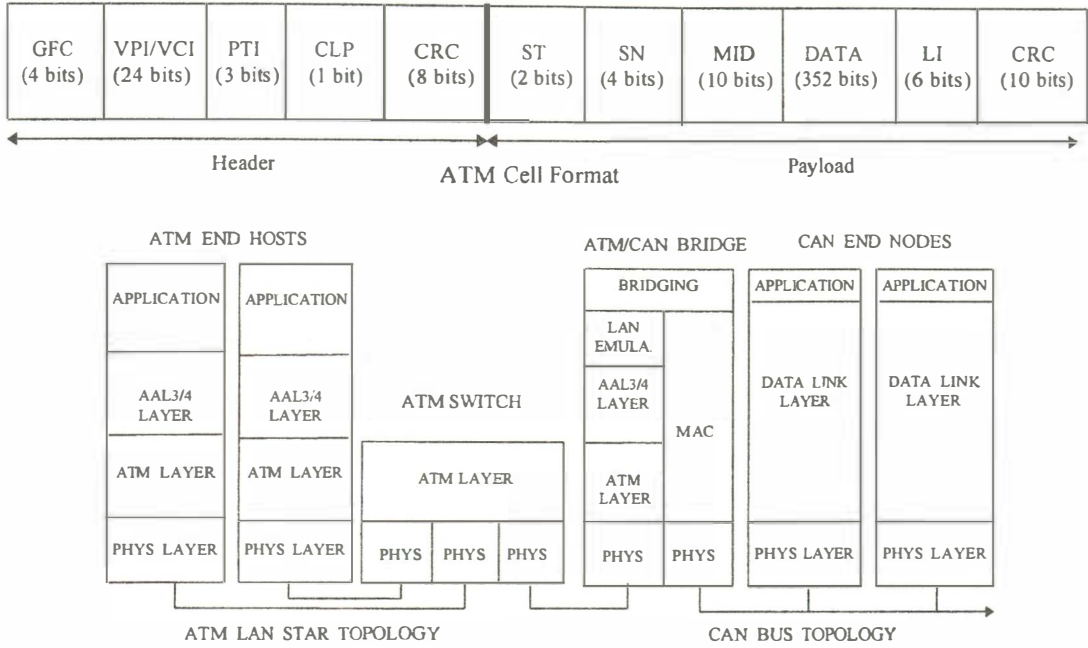 GFC VPI/VCI PTI CLP CRC ST SN MID DATA LI CRC
(4 bits) (24 bits) (3 bits) (1 bit) (8 bits) (2 bits) (4 bits) (10 bits) (352 bits) (6 bits) (10 bits)
Header Payload
ATM Cell Format
ATM END HOSTS
ATM/CAN BRIDGE
CAN END NODES
APPLICATION
AAL3/4
LAYER
ATM LAYER
PHYS LAYER
APPLICATION
AAL3/4
LAYER
ATM LAYER
PHYS LAYER
ATM SWITCH
ATM LAYER
PHYS PHYS PHYS
BRIDGING
LAN
EMULA.
AAL3/4
LAYER
ATM
LAYER
PHYS
MAC
PHYS
APPLICATION
DATA LINK
LAYER
PHYS LAYER
APPLICATION
DATA LINK
LAYER
PHYS LAYER
ATM LAN STAR TOPOLOGY
CAN BUS TOPOLOGY